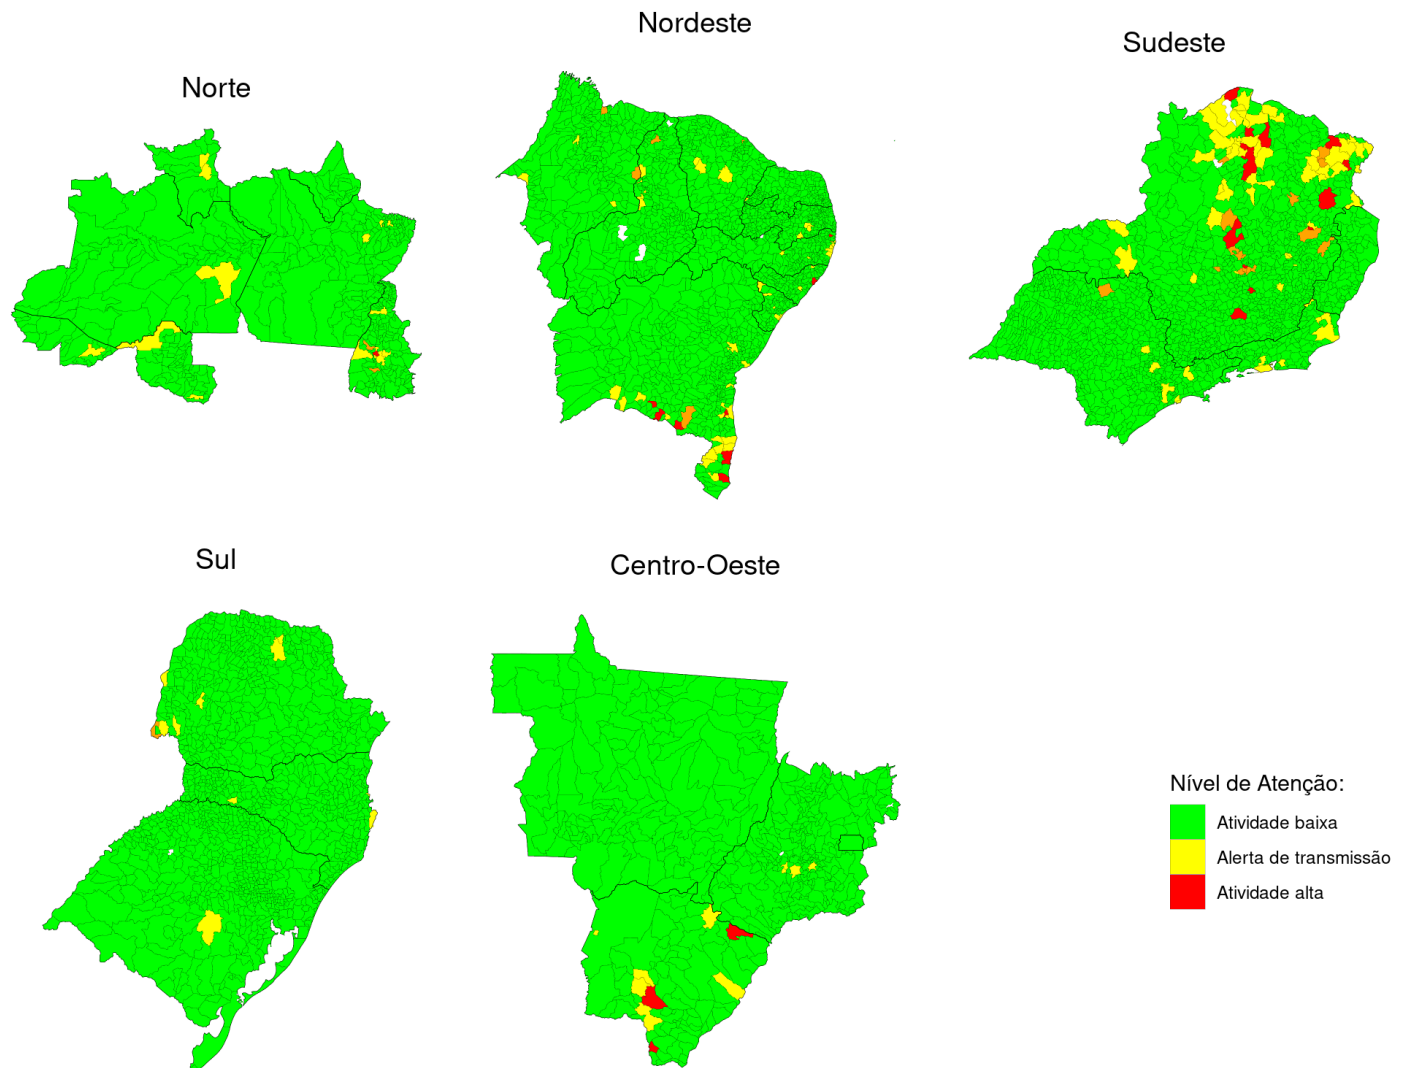 Norte
Nordeste
Sudeste
Sul
Centro-Oeste
Nível de Atenção:
Atividade baixa
Alerta de transmissão
Atividade alta